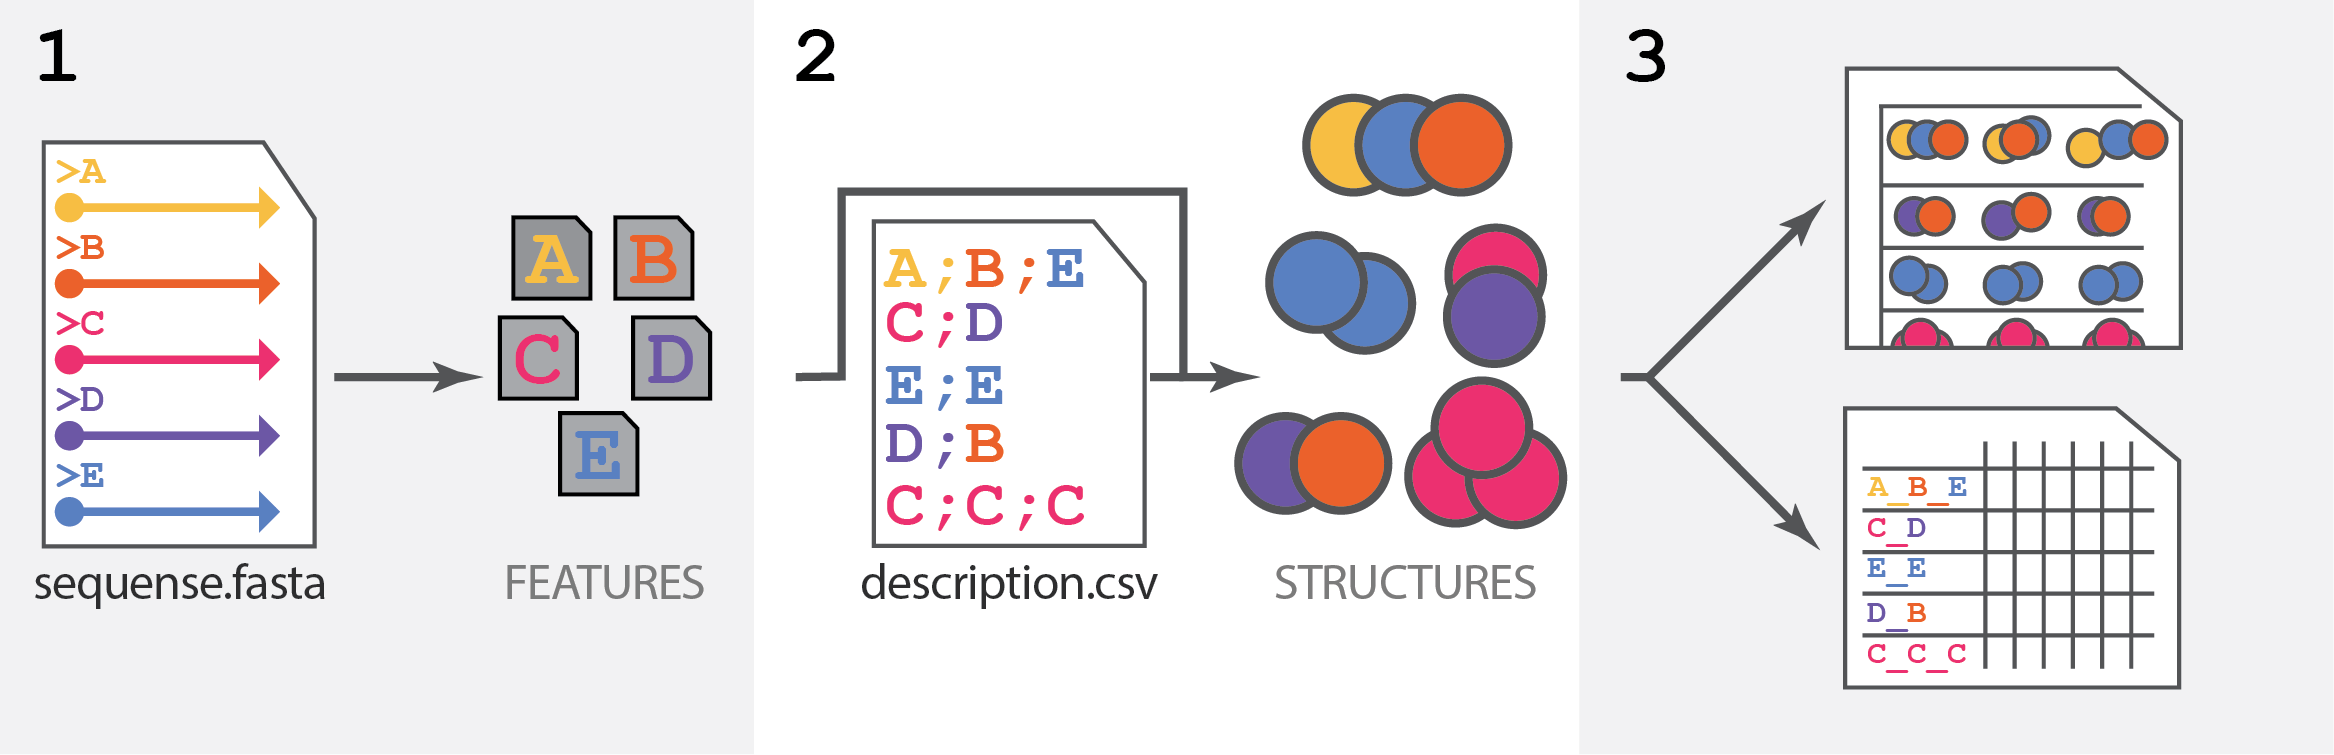 1
>A
>B
>C
>D
>E
sequense.fasta
A B
C D
E
FEATURES
2
A;B;E
C;D
E;E
D;B
C;C;C
description.csv
STRUCTURES
3
A_B_E
C_D
E_E
D_B
C_C_C